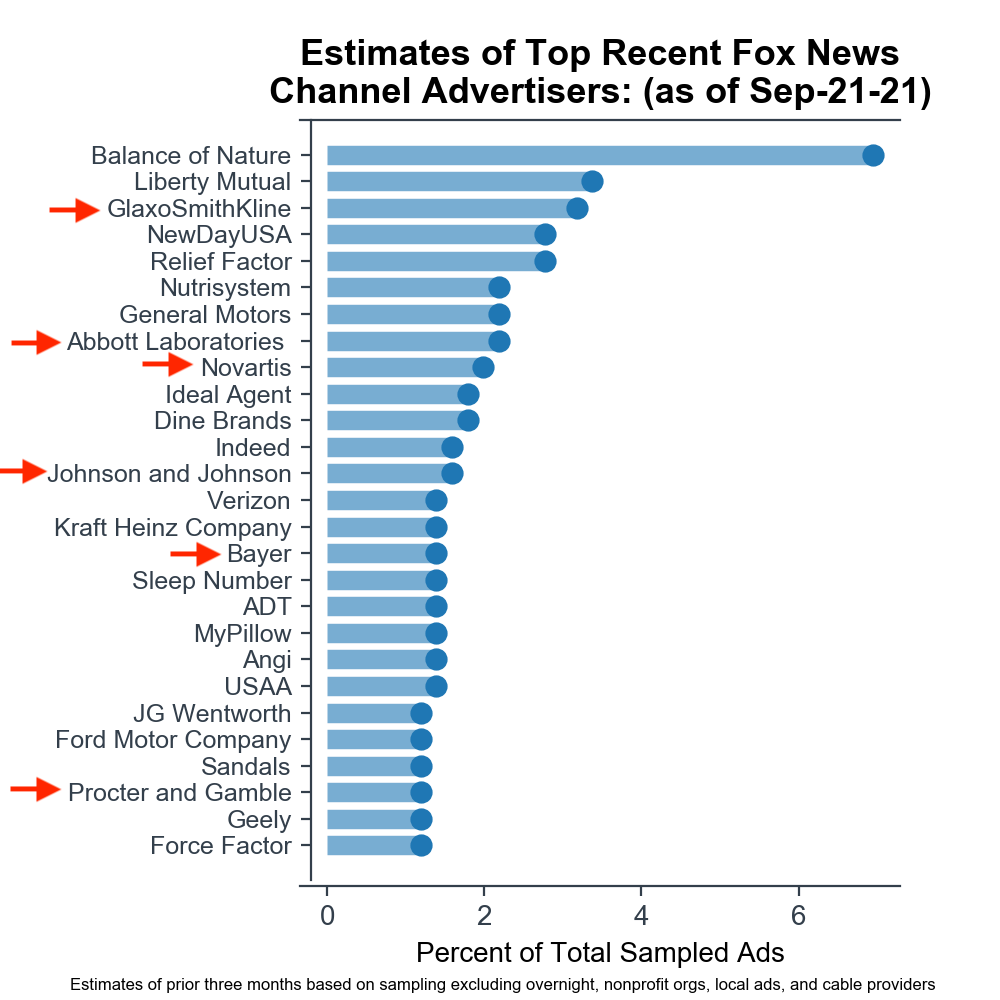 Estimates of Top Recent Fox News
Channel Advertisers: (as of Sep-21-21)
Balance of Nature
Liberty Mutual
GlaxoSmithKline
NewDayUSA
Relief Factor
Nutrisystem
General Motors
Abbott Laboratories
Novartis
Ideal Agent
Dine Brands
Indeed
Johnson and Johnson
Verizon
Kraft Heinz Company
Bayer
Sleep Number
ADT
MyPillow
Angi
USAA
JG Wentworth
Ford Motor Company
Sandals
Procter and Gamble
Geely
Force Factor
0 2 4 6
Percent of Total Sampled Ads
Estimates of prior three months based on sampling excluding overnight, nonprofit orgs, local ads, and cable providers